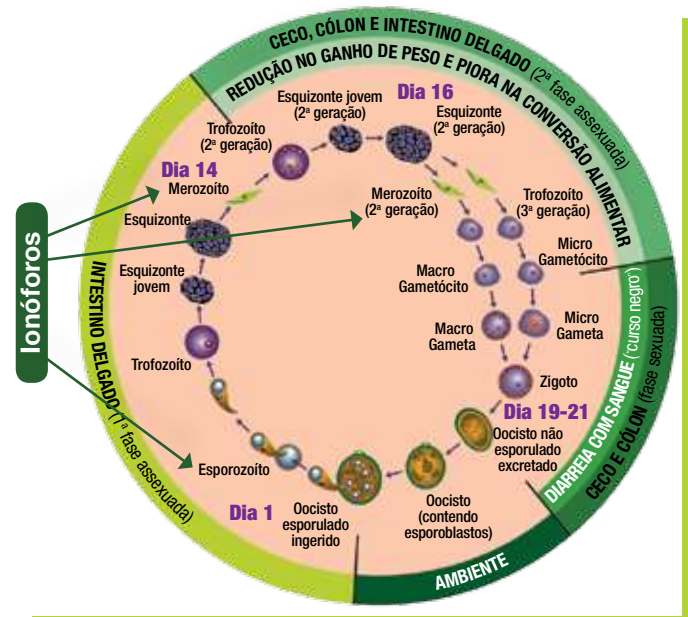 CECO, CÓLON E INTESTINO DELGADO (2ª fase assexuada)
REDUÇÃO NO GANHO DE PESO E PIORA NA CONVERSÃO ALIMENTAR
Esquizonte jovem
(2ª geração)
Dia 16
Esquizonte
(2ª geração)
Trofozoíto
(2ª geração)
Dia 14
Merozoíto
Merozoíto
(2ª geração)
Trofozoíto
(3ª geração)
Ionóforos
Esquizonte
Esquizonte
jovem
Macro
Gametócito
Micro
Gametócito
Macro
Gameta
Micro
Gameta
Trofozoíto
Zigoto
Dia 19-21
Oocisto não
esporulado
excretado
Esporozoíto
Dia 1
Oocisto
esporulado
ingerido
Oocisto
(contendo
esporoblastos)
INTESTINO DELGADO (1ª fase assexuada)
DIARREIA COM SANGUE ('curso negro')
CECO E CÓLON (fase sexuada)
AMBIENTE